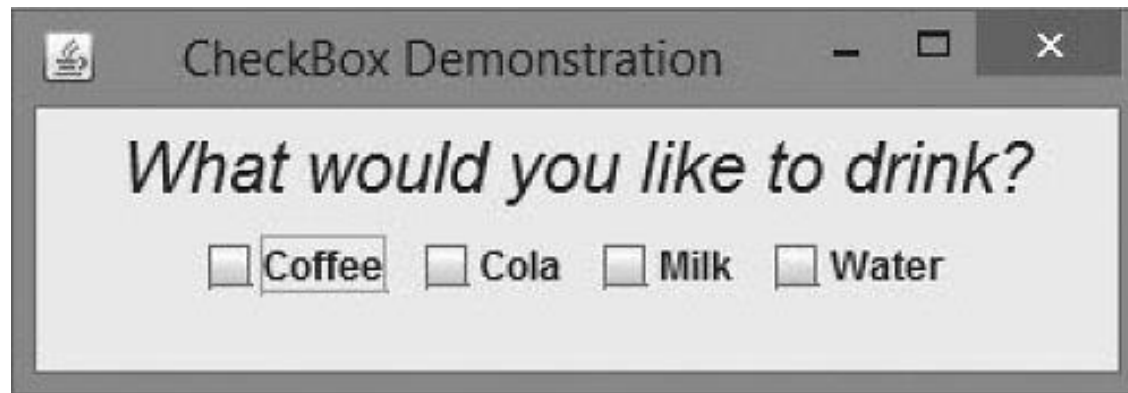 CheckBox Demonstration
What would you like to drink?
Coffee Cola Milk Water